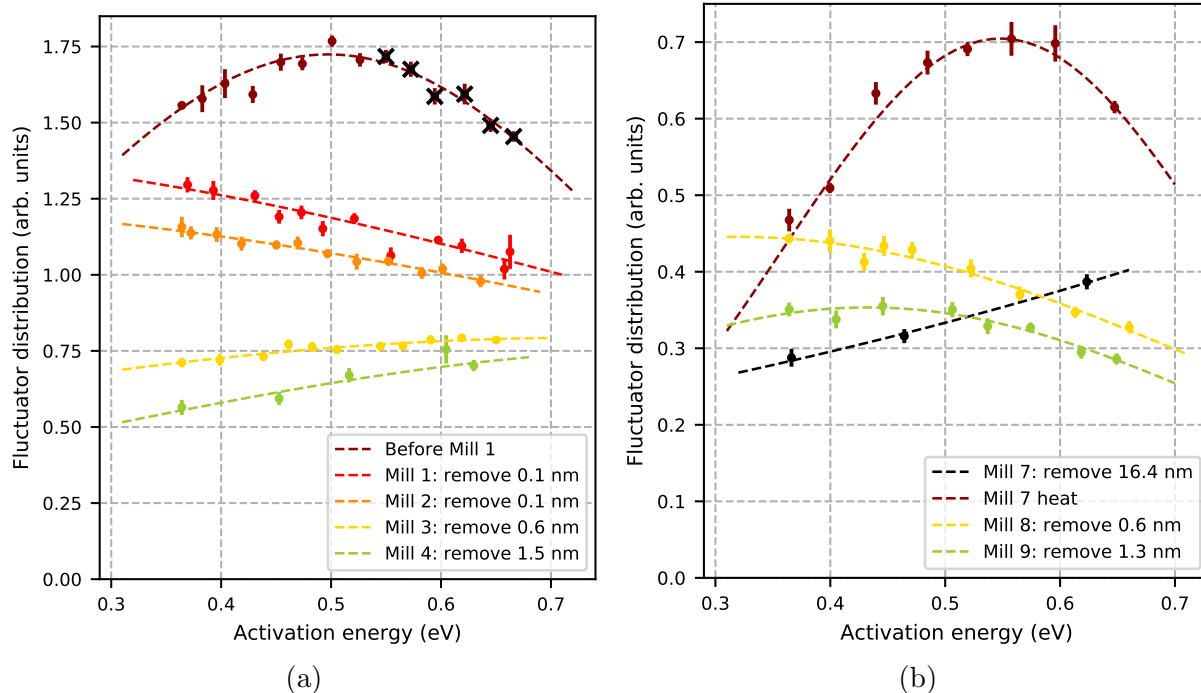 1.75
1.50
1.25
1.00
0.75
0.50
0.25
0.00
Fluctuator distribution (arb. units)
Before Mill 1
Mill 1: remove 0.1 nm
Mill 2: remove 0.1 nm
Mill 3: remove 0.6 nm
Mill 4: remove 1.5 nm
0.3 0.4 0.5 0.6 0.7
Activation energy (eV)
(a)
0.7
0.6
0.5
0.4
0.3
0.2
0.1
0.0
Fluctuator distribution (arb. units)
Mill 7: remove 16.4 nm
Mill 7 heat
Mill 8: remove 0.6 nm
Mill 9: remove 1.3 nm
0.3 0.4 0.5 0.6 0.7
Activation energy (eV)
(b)